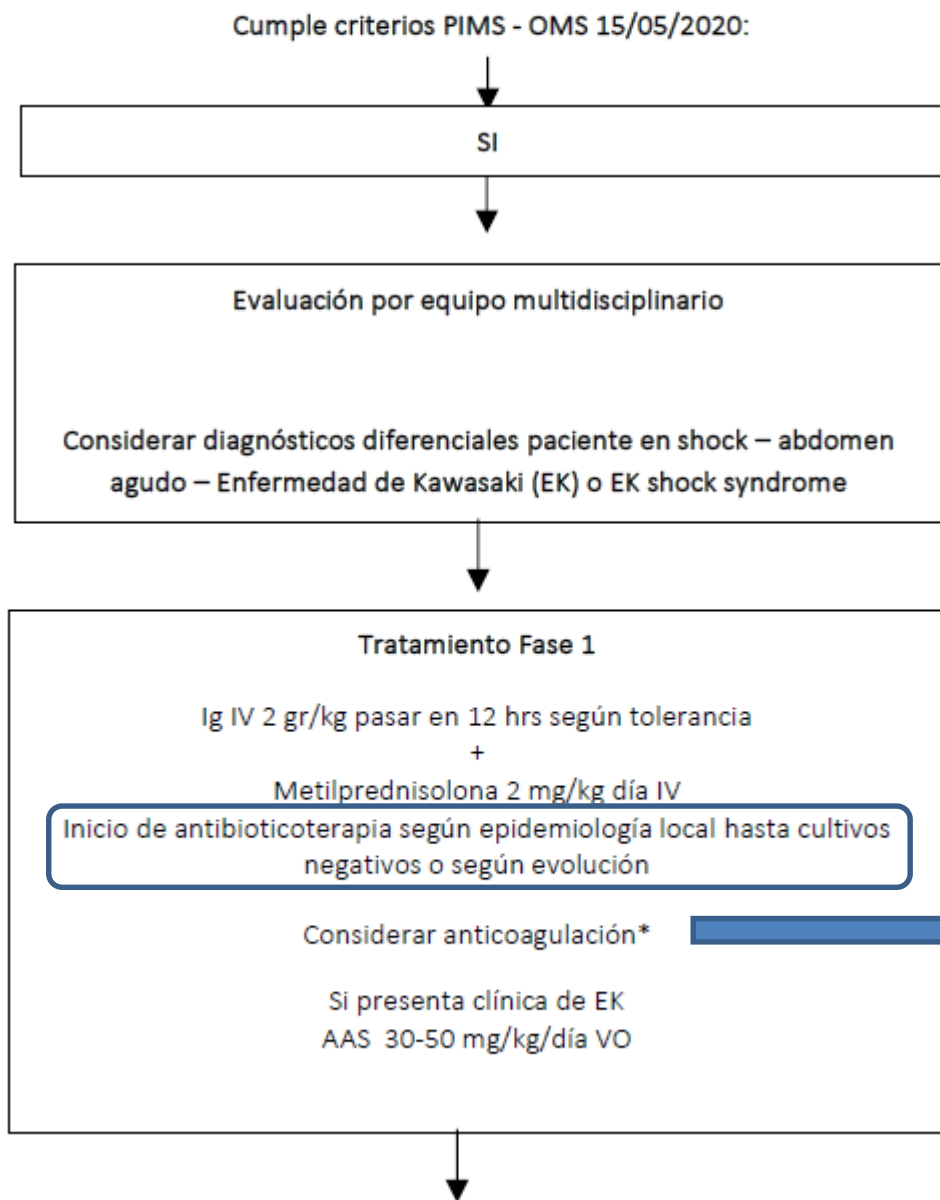 Cumple criterios PIMS - OMS 15/05/2020:
SI
Evaluación por equipo multidisciplinario
Considerar diagnósticos diferenciales paciente en shock – abdomen
agudo – Enfermedad de Kawasaki (EK) o EK shock syndrome
Tratamiento Fase 1
Ig IV 2 gr/kg pasar en 12 hrs según tolerancia
+
Metilprednisolona 2 mg/kg día IV
Inicio de antibioticoterapia según epidemiología local hasta cultivos
negativos o según evolución
Considerar anticoagulación*
Si presenta clínica de EK
AAS 30-50 mg/kg/día VO